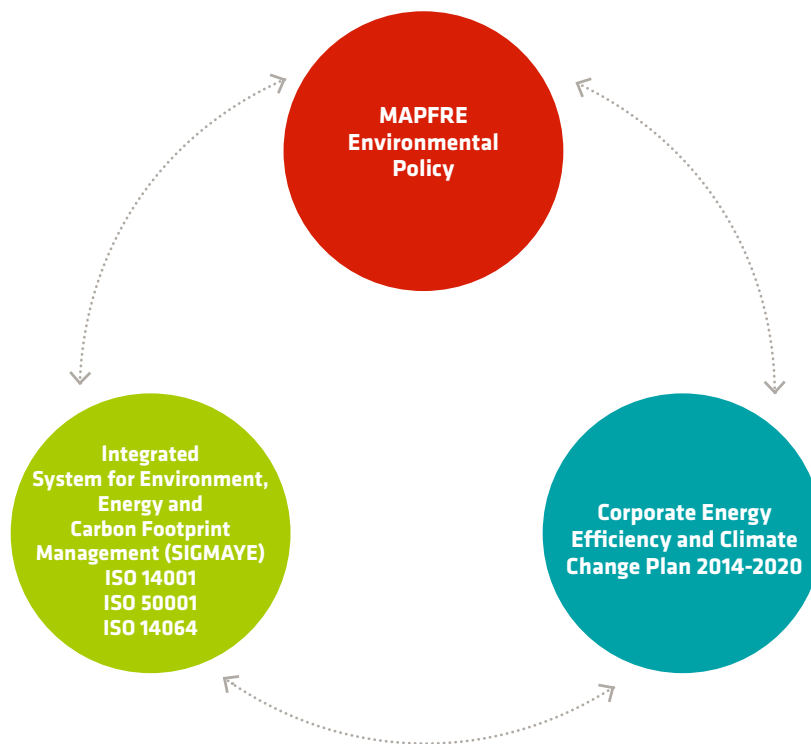 MAPFRE
Environmental
Policy
Integrated
System for Environment,
Energy and
Carbon Footprint
Management (SIGMAYE)
ISO 14001
ISO 50001
ISO 14064
Corporate Energy
Efficiency and Climate
Change Plan 2014-2020